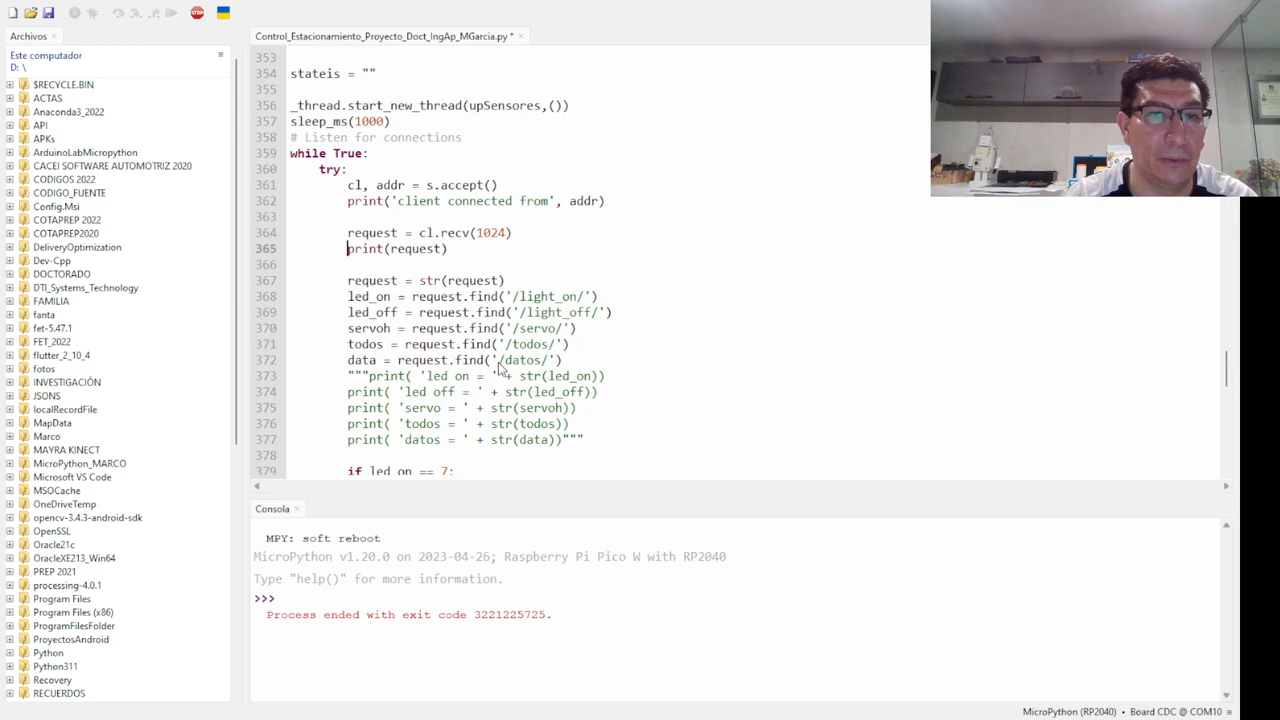 Archivos
Este computador
D: \
$RECYCLE.BIN
ACTAS
Anaconda3_2022
API
APKs
ArduinoLabMicropython
CACEI SOFTWARE AUTOMOTRIZ 2020
CODIGOS 2022
CODIGO_FUENTE
Config.Msi
COTAPREP 2022
COTAPREP2020
DeliveryOptimization
Dev-Cpp
DOCTORADO
DTI_Systems_Technology
FAMILIA
fanta
fet-5.47.1
FET_2022
flutter_2_10_4
fotos
INVESTIGACIÓN
JSONS
localRecordFile
MapData
Marco
MAYRA KINECT
MicroPython_MARCO
Microsoft VS Code
MSOCache
OneDriveTemp
opencv-3.4.3-android-sdk
OpenSSL
Oracle21c
OracleXE213_Win64
PREP 2021
processing-4.0.1
Program Files
Program Files (x86)
ProgramFilesFolder
ProyectosAndroid
Python
Python311
Recovery
RECUERDOS
Control_Estacionamiento_Proyecto_Doct_IngAp_MGarcia.py *
353
354 stateis = ""
355
356 _thread.start_new_thread(upSensores,())
357 sleep_ms(1000)
358 # Listen for connections
359 while True:
360 try:
361 cl, addr = s.accept()
362 print('client connected from', addr)
363
364 request = cl.recv(1024)
365 print(request)
366
367 request = str(request)
368 led_on = request.find('/light_on/')
369 led_off = request.find('/light_off/')
370 servoh = request.find('/servo/')
371 todos = request.find('/todos/')
372 data = request.find('/datos/')
373 """print( 'led on = ' + str(led_on))
374 print( 'led off = ' + str(led_off))
375 print( 'servo = ' + str(servoh))
376 print( 'todos = ' + str(todos))
377 print( 'datos = ' + str(data))"""
378
379 if led_on == 7:
Consola
MPY: soft reboot
MicroPython v1.20.0 on 2023-04-26; Raspberry Pi Pico W with RP2040
Type "help()" for more information.
>>>
Process ended with exit code 3221225725.
MicroPython (RP2040) • Board CDC @ COM10